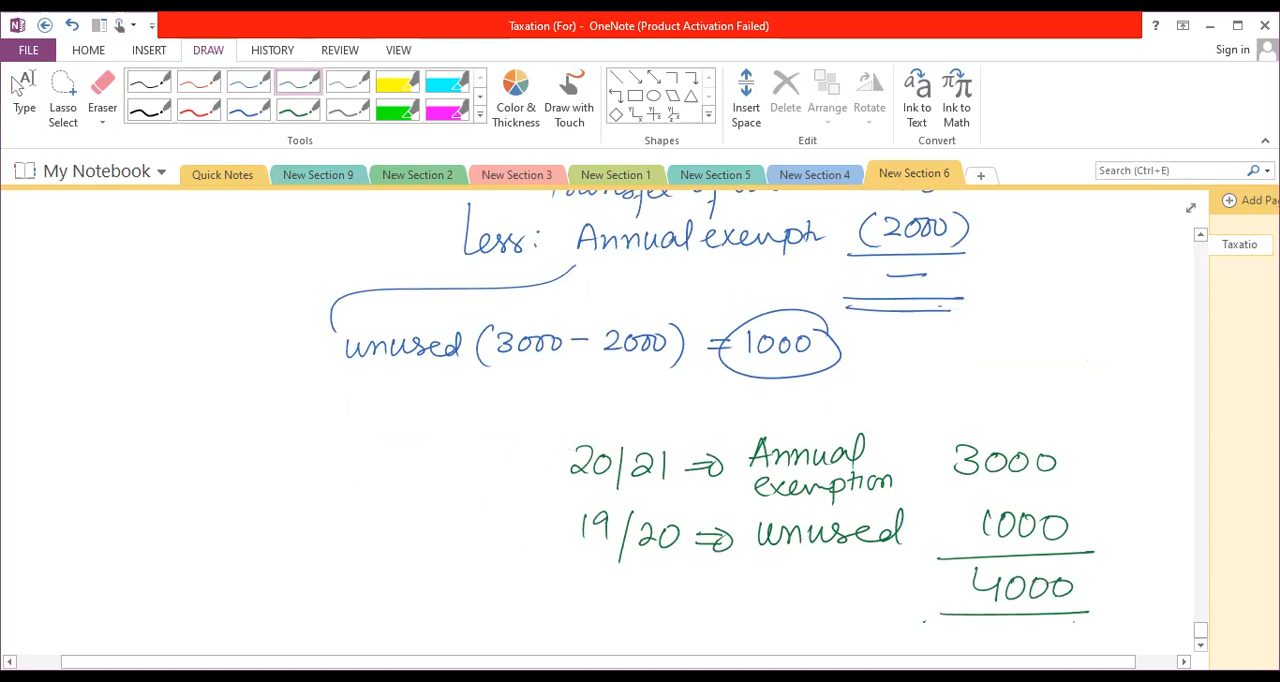 Taxation (For) - OneNote (Product Activation Failed)
FILE HOME INSERT DRAW HISTORY REVIEW VIEW Sign in
Type Lasso Select Eraser Color & Thickness Draw with Touch Insert Space Delete Arrange Rotate Ink to Text Ink to Math
Tools Shapes Edit Convert
My Notebook Quick Notes New Section 9 New Section 2 New Section 3 New Section 1 New Section 5 New Section 4 New Section 6 Search (Ctrl+E)
Add Pa
Taxatio
Transfer of
Less: Annual exempt (2000)
–
unused (3000 – 2000) = 1000
20/21 ⇒ Annual exemption 3000
19/20 ⇒ unused 1000
4000